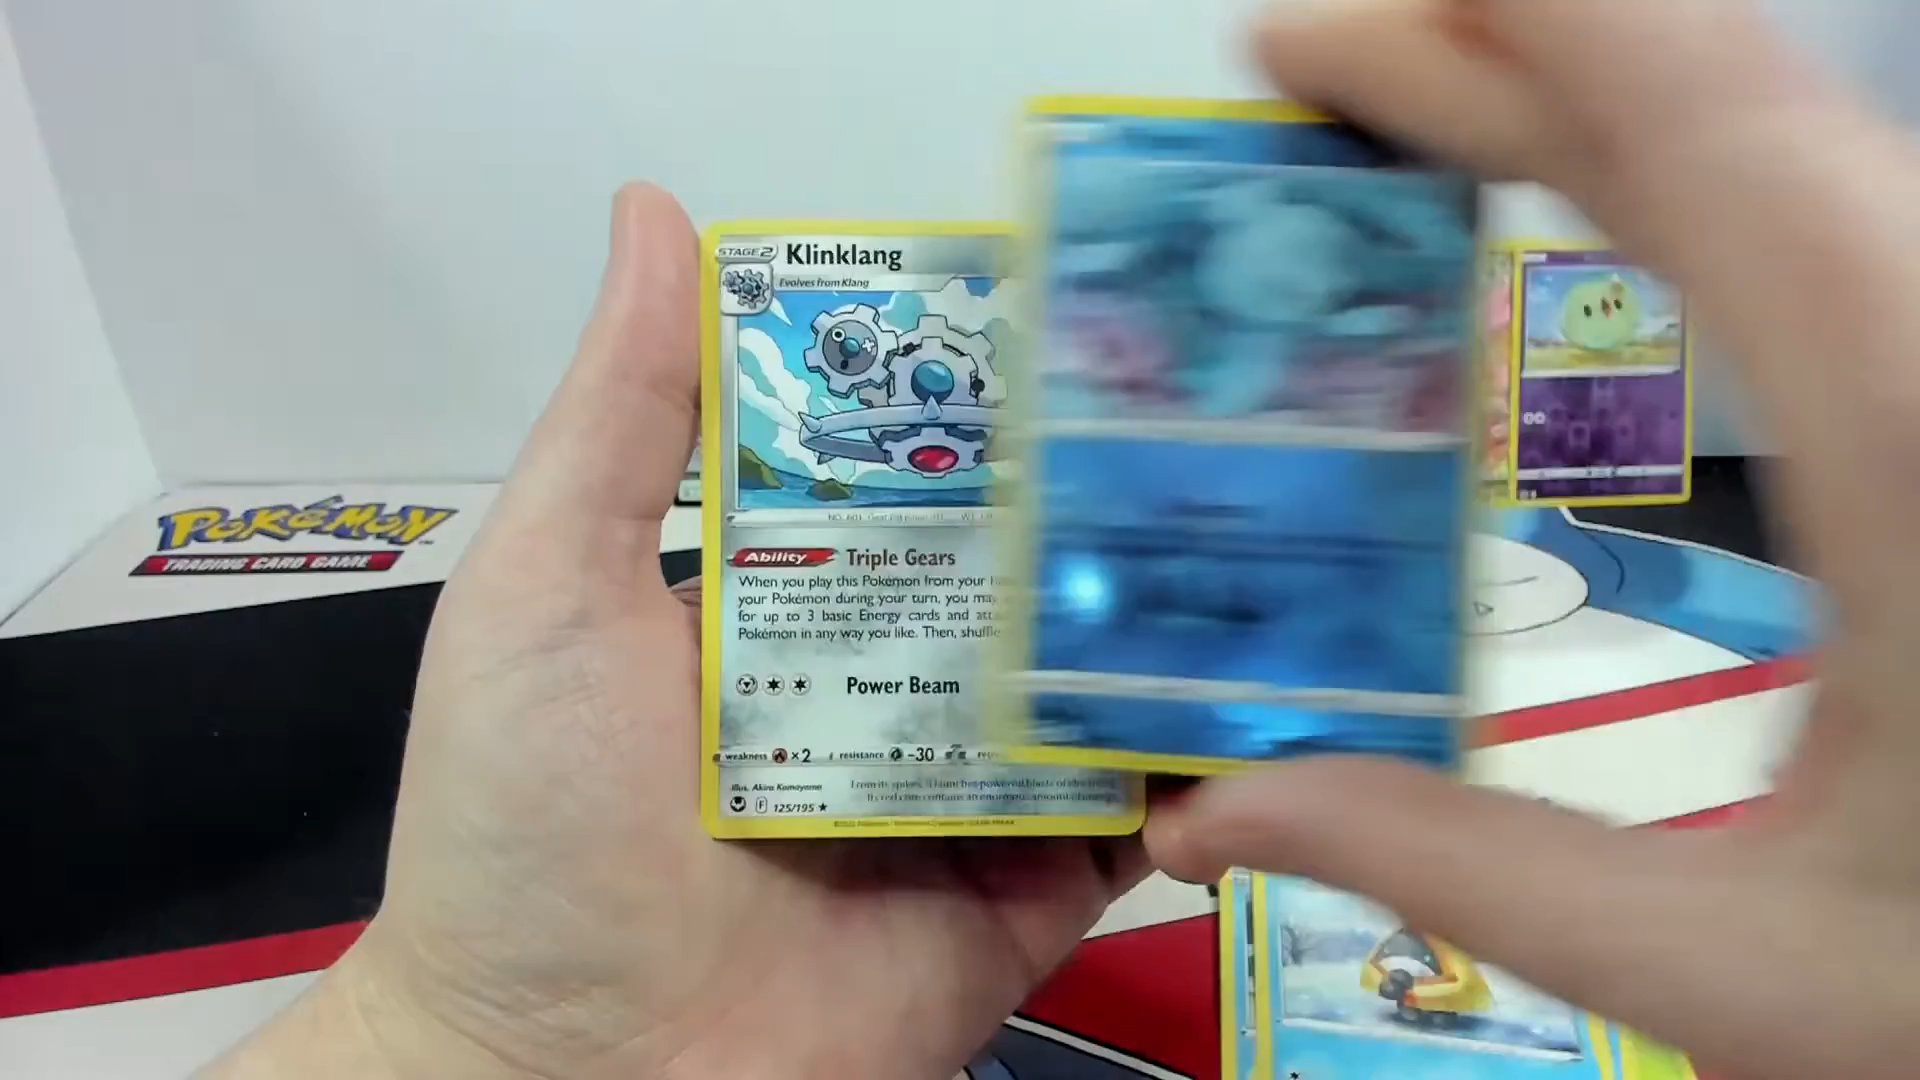 POKéMON
TRADING CARD GAME
STAGE 2
Klinklang
Evolves from Klang
NO. 601
Ability
Triple Gears
When you play this Pokémon from your
your Pokémon during your turn, you may
for up to 3 basic Energy cards and
Pokémon in any way you like. Then, shuffle
Power Beam
weakness ×2 resistance -30
Illus. Akira Komayama
F 125/195